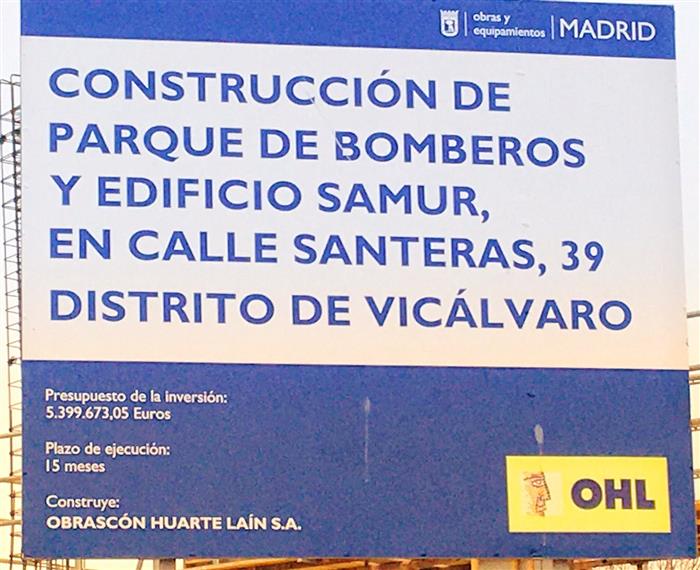 obras y
equipamientos
MADRID
CONSTRUCCIÓN DE
PARQUE DE BOMBEROS
Y EDIFICIO SAMUR,
EN CALLE SANTERAS, 39
DISTRITO DE VICÁLVARO
Presupuesto de la inversión:
5.399.673,05 Euros
Plazo de ejecución:
15 meses
Construye:
OBRASCÓN HUARTE LAÍN S.A.
OHL